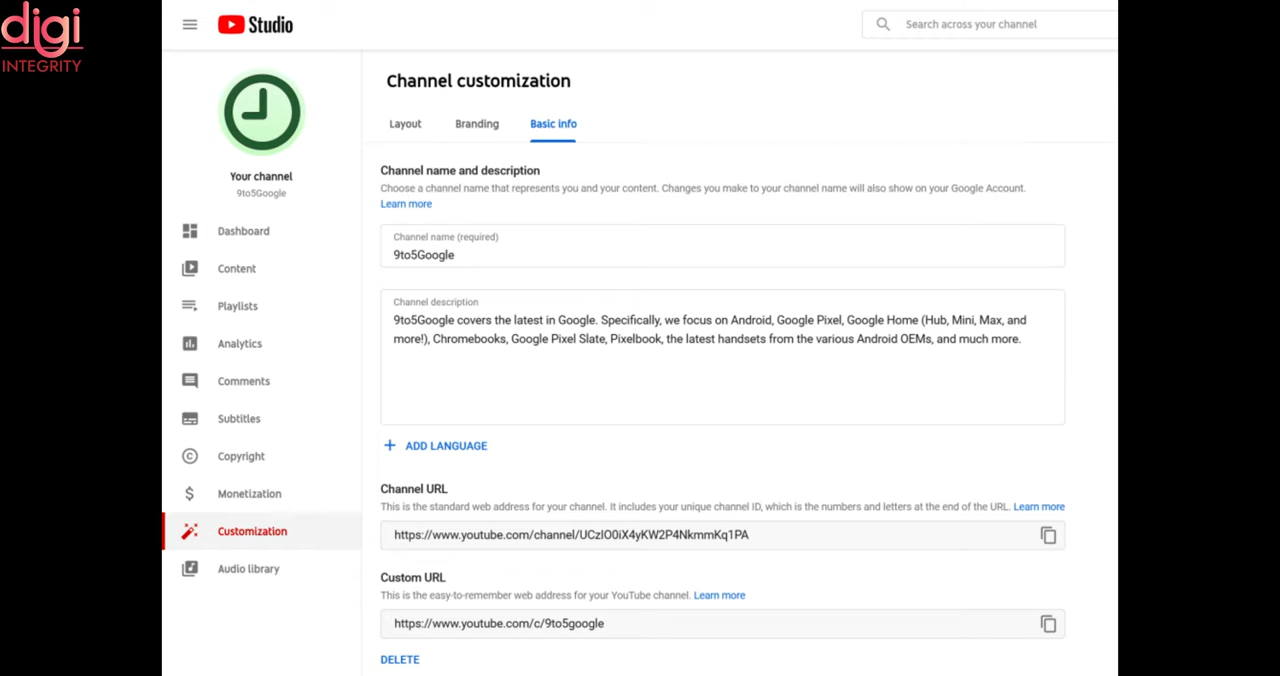 digi
INTEGRITY
Studio
Search across your channel
Your channel
9to5Google
Dashboard
Content
Playlists
Analytics
Comments
Subtitles
Copyright
Monetization
Customization
Audio library
Channel customization
Layout Branding Basic info
Channel name and description
Choose a channel name that represents you and your content. Changes you make to your channel name will also show on your Google Account.
Learn more
Channel name (required)
9to5Google
Channel description
9to5Google covers the latest in Google. Specifically, we focus on Android, Google Pixel, Google Home (Hub, Mini, Max, and
more!), Chromebooks, Google Pixel Slate, Pixelbook, the latest handsets from the various Android OEMs, and much more.
+ ADD LANGUAGE
Channel URL
This is the standard web address for your channel. It includes your unique channel ID, which is the numbers and letters at the end of the URL. Learn more
https://www.youtube.com/channel/UCzIO0iX4yKW2P4NkmmKq1PA
Custom URL
This is the easy-to-remember web address for your YouTube channel. Learn more
https://www.youtube.com/c/9to5google
DELETE